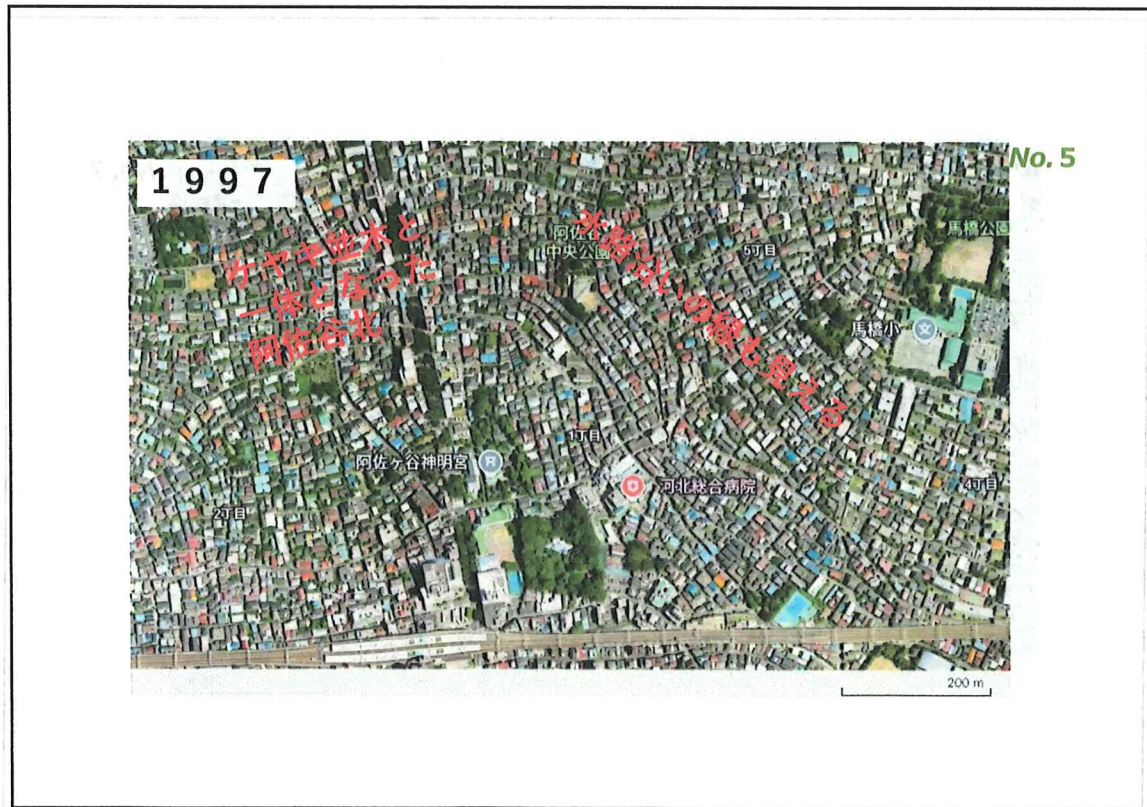 1997
No. 5
ケヤキ並木と
一体となった
阿佐谷北
水路沿いの緑も見える
阿佐谷
中央公園
5丁目
馬橋公園
馬橋小
1丁目
阿佐ヶ谷神明宮
河北総合病院
4丁目
2丁目
200 m